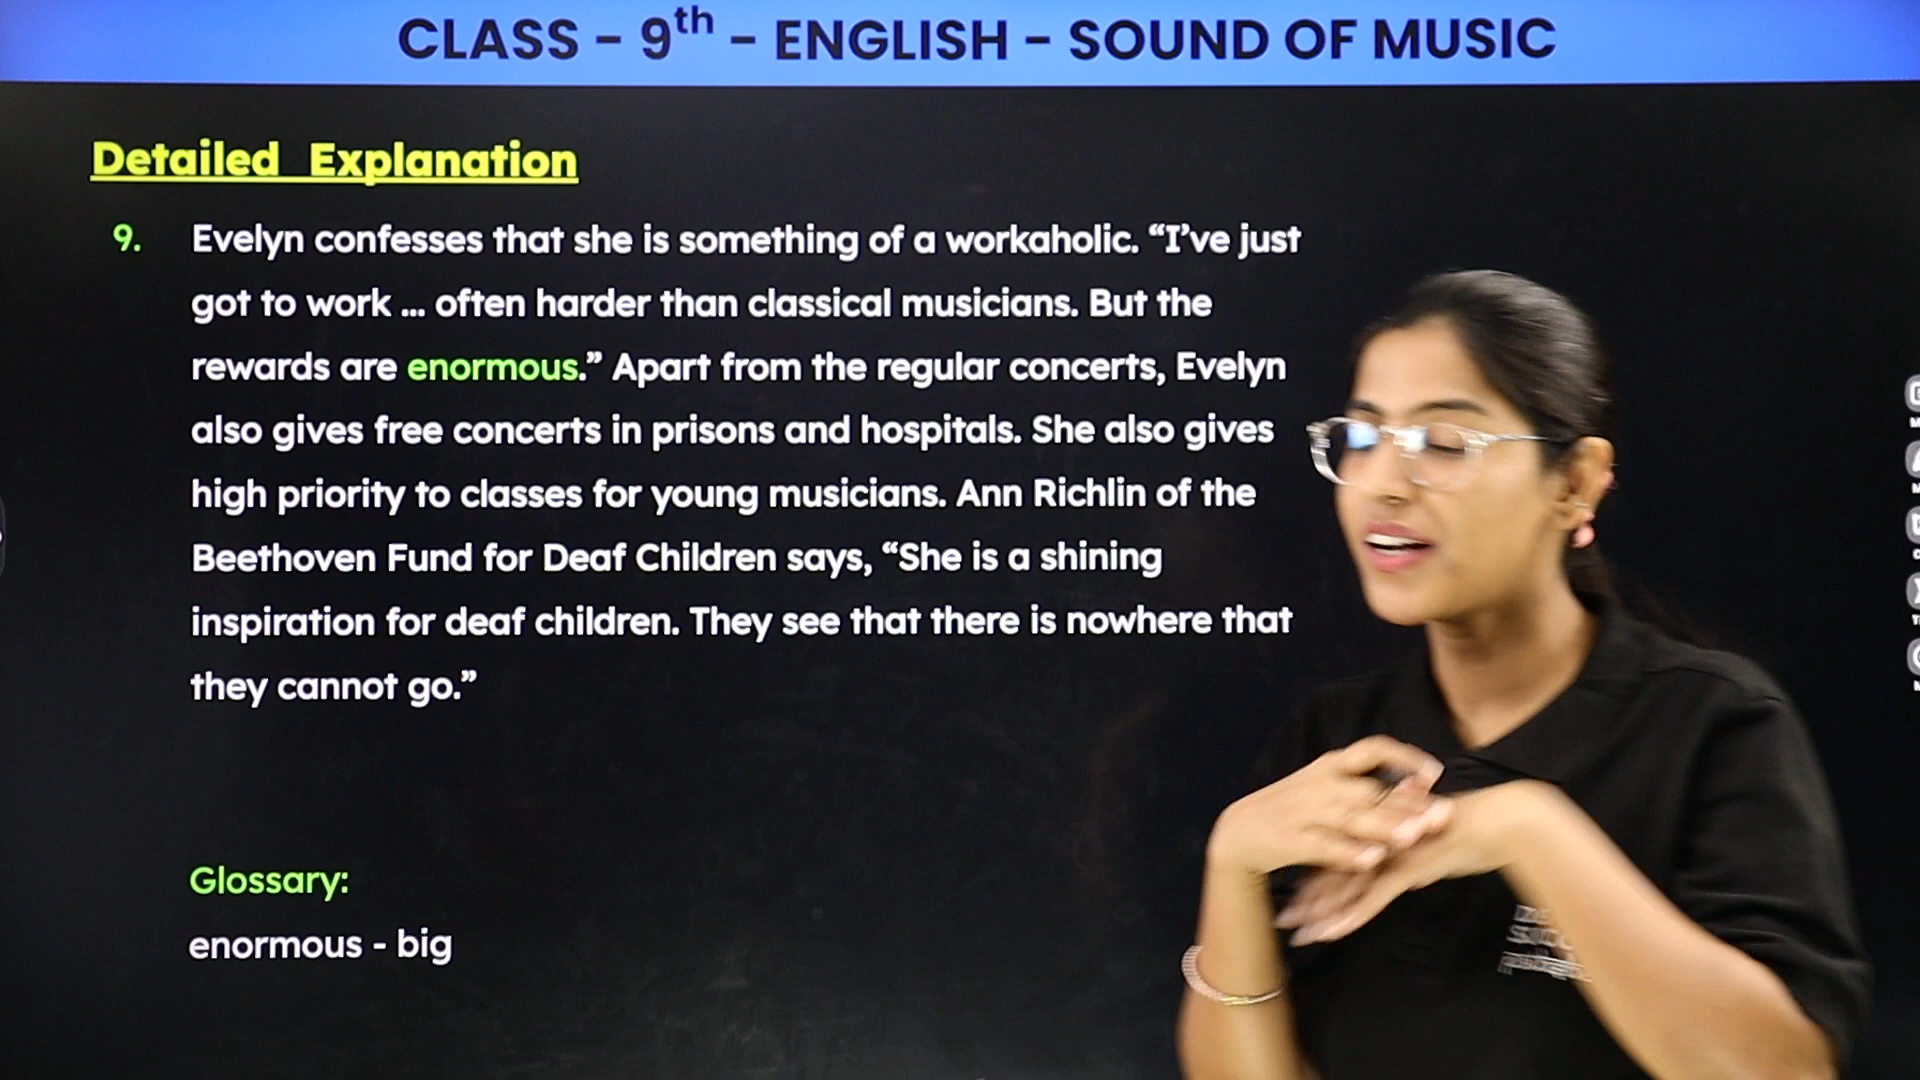 CLASS - 9th - ENGLISH - SOUND OF MUSIC
Detailed Explanation
9. Evelyn confesses that she is something of a workaholic. “I’ve just
got to work ... often harder than classical musicians. But the
rewards are enormous.” Apart from the regular concerts, Evelyn
also gives free concerts in prisons and hospitals. She also gives
high priority to classes for young musicians. Ann Richlin of the
Beethoven Fund for Deaf Children says, “She is a shining
inspiration for deaf children. They see that there is nowhere that
they cannot go.”
Glossary:
enormous - big